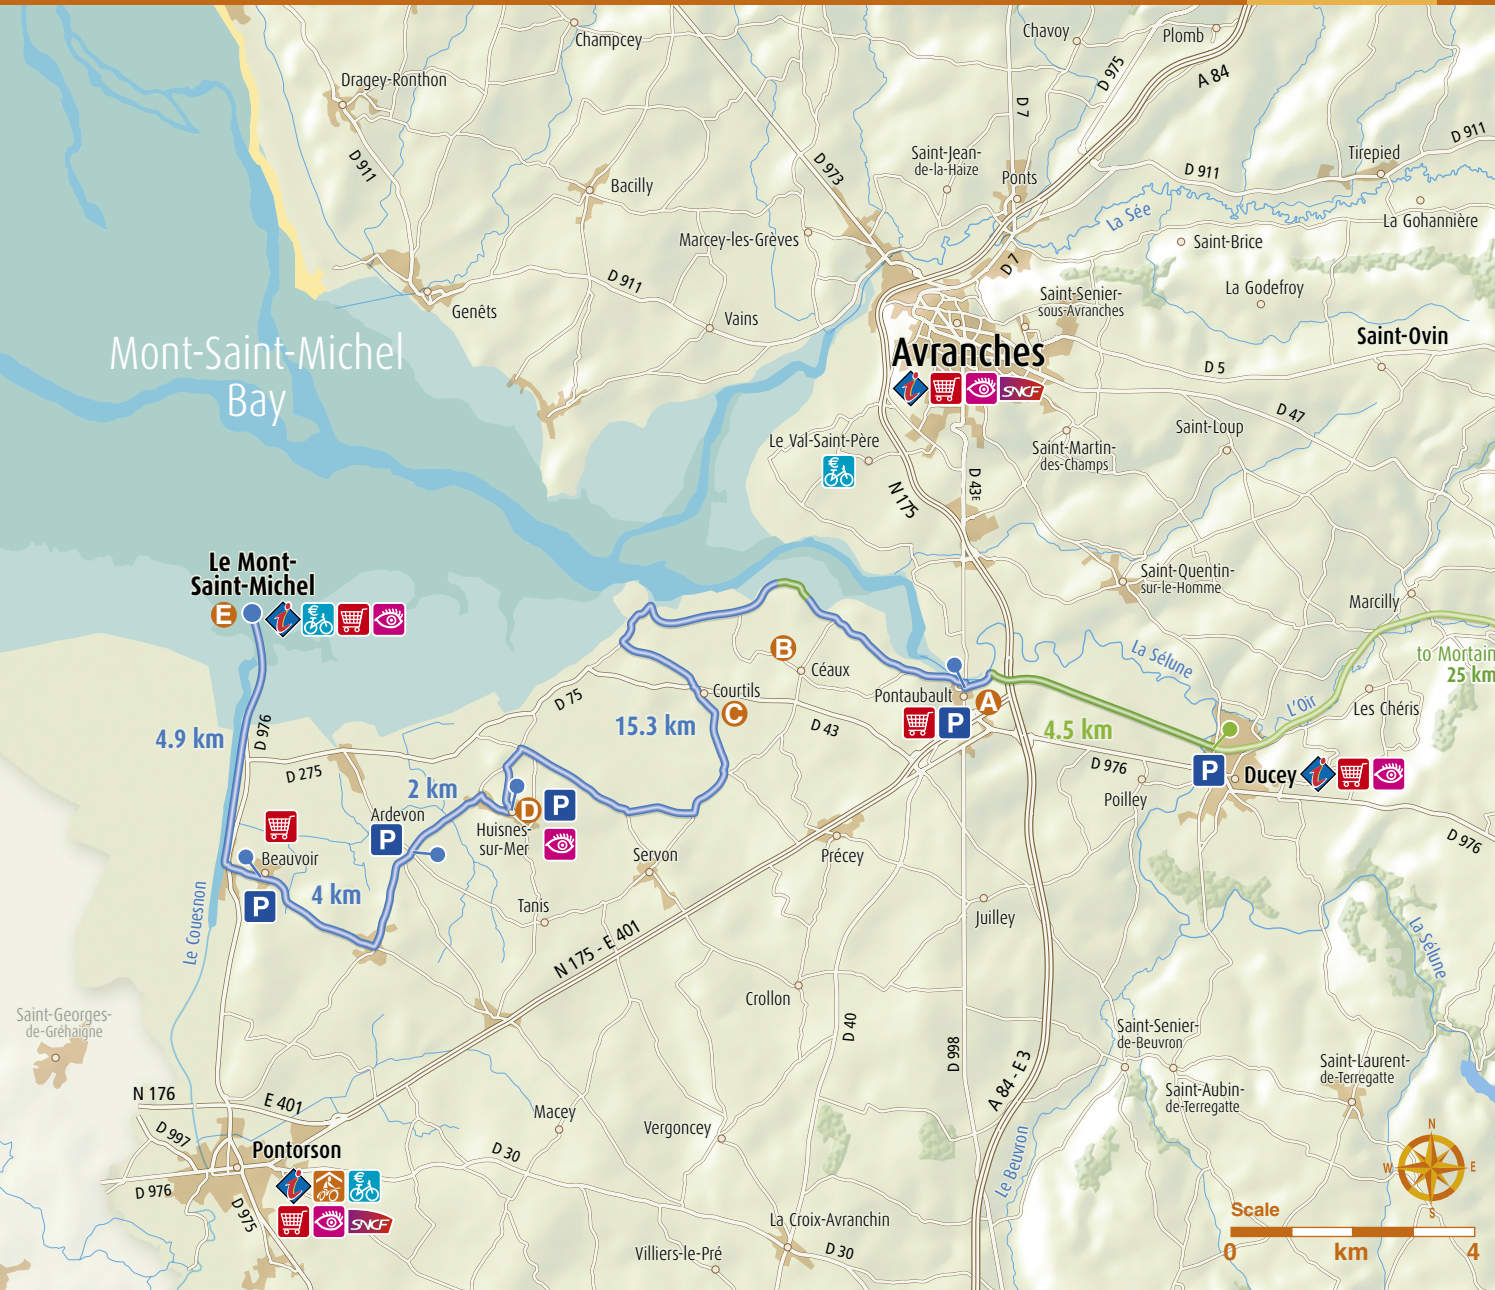 Champcey
Chavoy
Plomb
Dragey-Ronthon
D 975
A 84
D 7
D 911
D 911
D 973
Saint-Jean-
de-la-Haize
Tirepied
D 911
Ponts
Bacilly
La Sée
La Gohannière
Marcey-les-Grèves
Saint-Brice
D 7
D 911
La Godefroy
Saint-Senier-
sous-Avranches
Genêts
Vains
Saint-Ovin
Mont-Saint-Michel
Bay
Avranches
i
SNCF
D 5
D 47
Saint-Loup
Le Val-Saint-Père
€
Saint-Martin-
des-Champs
N 175
D 43E
Le Mont-
Saint-Michel
E
i
€
Saint-Quentin-
sur-le-Homme
Marcilly
La Sélune
to Mortain
25 km
B
Céaux
Pontaubault
A
P
L'Oir
Les Chéris
D 75
Courtils
C
15.3 km
D 43
4.5 km
4.9 km
D 976
D 275
D 976
P
Ducey
i
Poilley
2 km
Ardevon
P
D
P
Huisnes-
sur-Mer
D 976
Beauvoir
P
4 km
Servon
Précey
Le Couesnon
Tanis
Juilley
La Sélune
N 175 - E 401
Crollon
Saint-Georges-
de-Gréhaigne
D 40
D 998
A 84 - E 3
Saint-Senier-
de-Beuvron
Saint-Laurent-
de-Terregatte
Saint-Aubin-
de-Terregatte
N 176
E 401
Macey
Vergoncey
D 997
Pontorson
D 30
i
€
SNCF
D 976
D 975
Le Beuvron
La Croix-Avranchin
D 30
Villiers-le-Pré
N
W
E
S
Scale
0
km
4